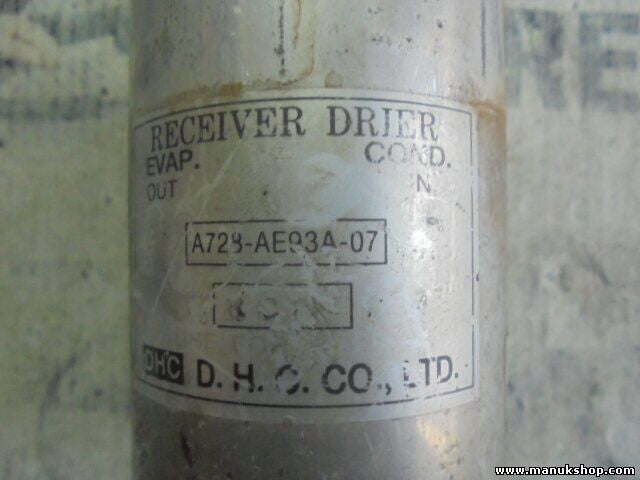 RECEIVER DRIER
EVAP. COND.
OUT IN
A728-AE93A-07
DHC D. H. C. CO., LTD.
www.manukshop.com